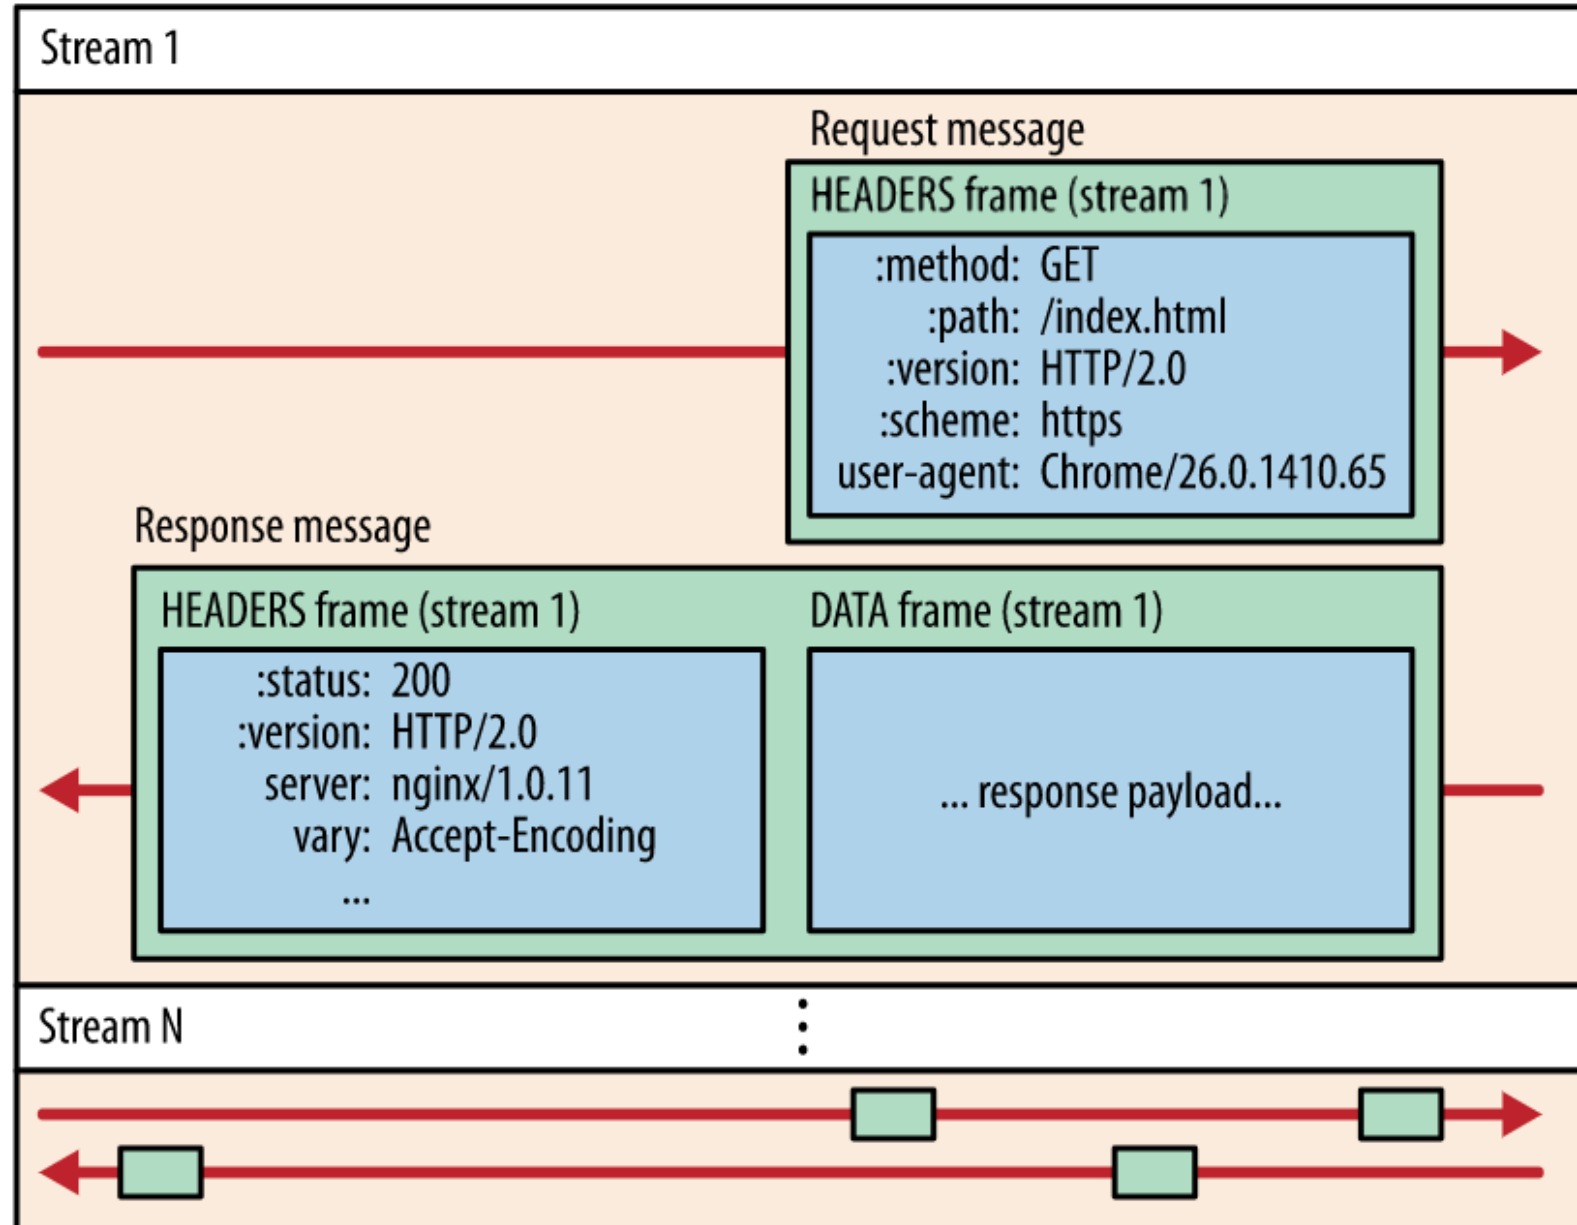 Stream 1
Request message
HEADERS frame (stream 1)
:method: GET
:path: /index.html
:version: HTTP/2.0
:scheme: https
user-agent: Chrome/26.0.1410.65
Response message
HEADERS frame (stream 1)
:status: 200
:version: HTTP/2.0
server: nginx/1.0.11
vary: Accept-Encoding
...
DATA frame (stream 1)
... response payload...
Stream N